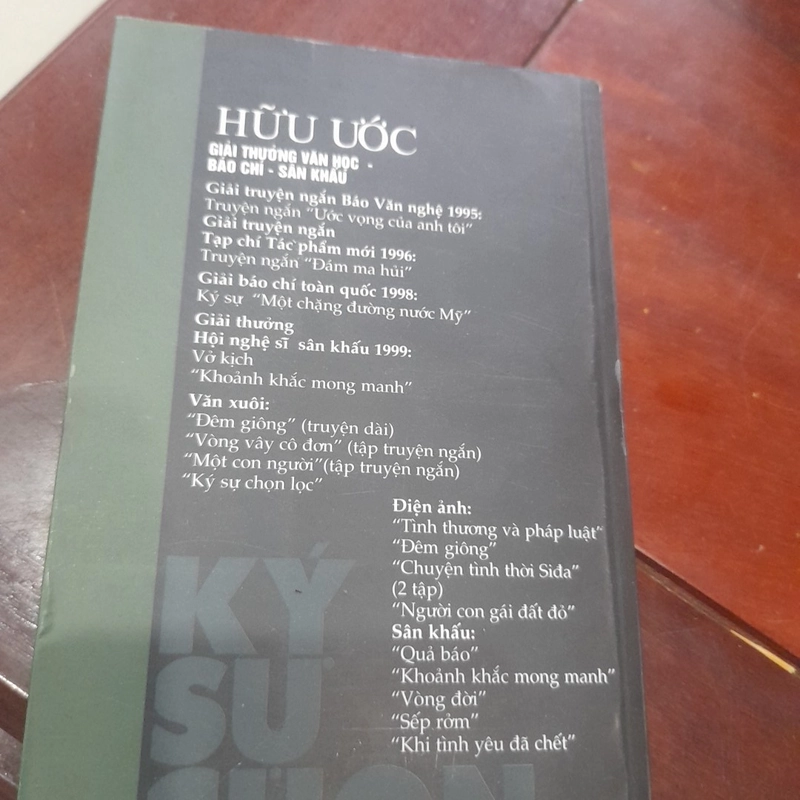 HỮU ƯỚC
GIẢI THƯỞNG VĂN HỌC -
BÁO CHÍ - SÂN KHẤU
Giải truyện ngắn Báo Văn nghệ 1995:
Truyện ngắn "Ước vọng của anh tôi"
Giải truyện ngắn
Tạp chí Tác phẩm mới 1996:
Truyện ngắn "Đám ma hủi"
Giải báo chí toàn quốc 1998:
Ký sự "Một chặng đường nước Mỹ"
Giải thưởng
Hội nghệ sĩ sân khấu 1999:
Vở kịch
"Khoảnh khắc mong manh"
Văn xuôi:
"Đêm giông" (truyện dài)
"Vòng vây cô đơn" (tập truyện ngắn)
"Một con người"(tập truyện ngắn)
"Ký sự chọn lọc"
Điện ảnh:
"Tình thương và pháp luật"
"Đêm giông"
"Chuyện tình thời Siđa"
(2 tập)
"Người con gái đất đỏ"
Sân khấu:
"Quả báo"
"Khoảnh khắc mong manh"
"Vòng đời"
"Sếp rởm"
"Khi tình yêu đã chết"
KÝ
SỰ
CHỌN